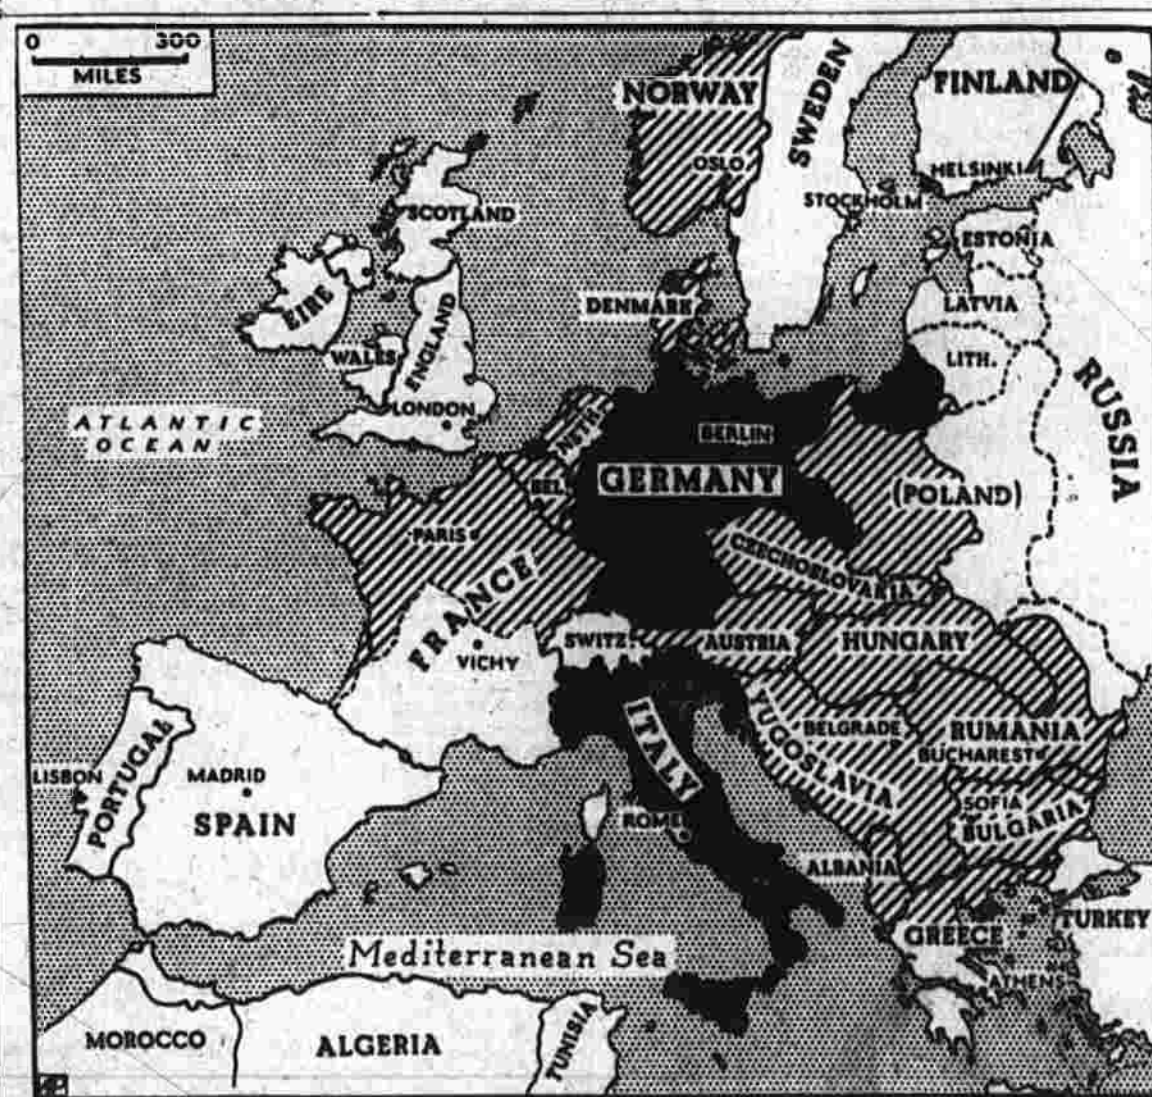 0 300
MILES
NORWAY
OSLO
SWEDEN
STOCKHOLM
FINLAND
HELSINKI
ESTONIA
LATVIA
LITH.
RUSSIA
SCOTLAND
EIRE
ENGLAND
WALES
LONDON
DENMARK
ATLANTIC
OCEAN
NETH.
BEL.
BERLIN
GERMANY
(POLAND)
PARIS
FRANCE
VICHY
CZECHOSLOVAKIA
SWITZ.
AUSTRIA
HUNGARY
ITALY
ROME
YUGOSLAVIA
BELGRADE
RUMANIA
BUCHAREST
SOFIA
BULGARIA
ALBANIA
GREECE
ATHENS
TURKEY
LISBON
PORTUGAL
MADRID
SPAIN
Mediterranean Sea
MOROCCO
ALGERIA
TUNISIA
AP